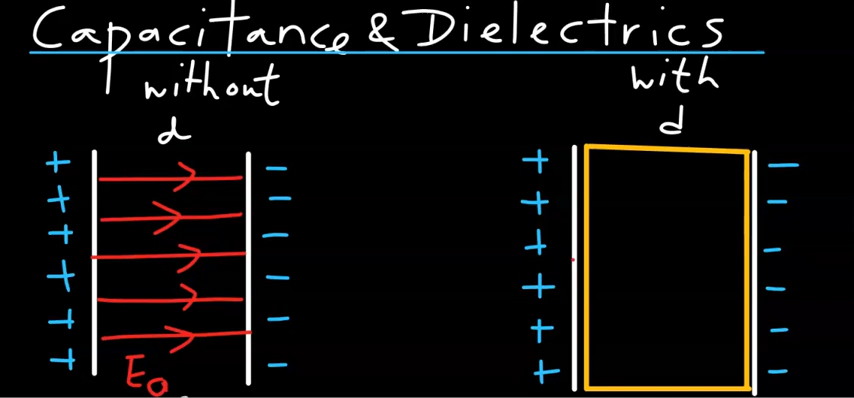 Capacitance & Dielectrics
without
d
with
d
+ −
+ −
+ −
+ −
+ −
+ −
E₀
+ −
+ −
+ −
+ −
+ −
+ −